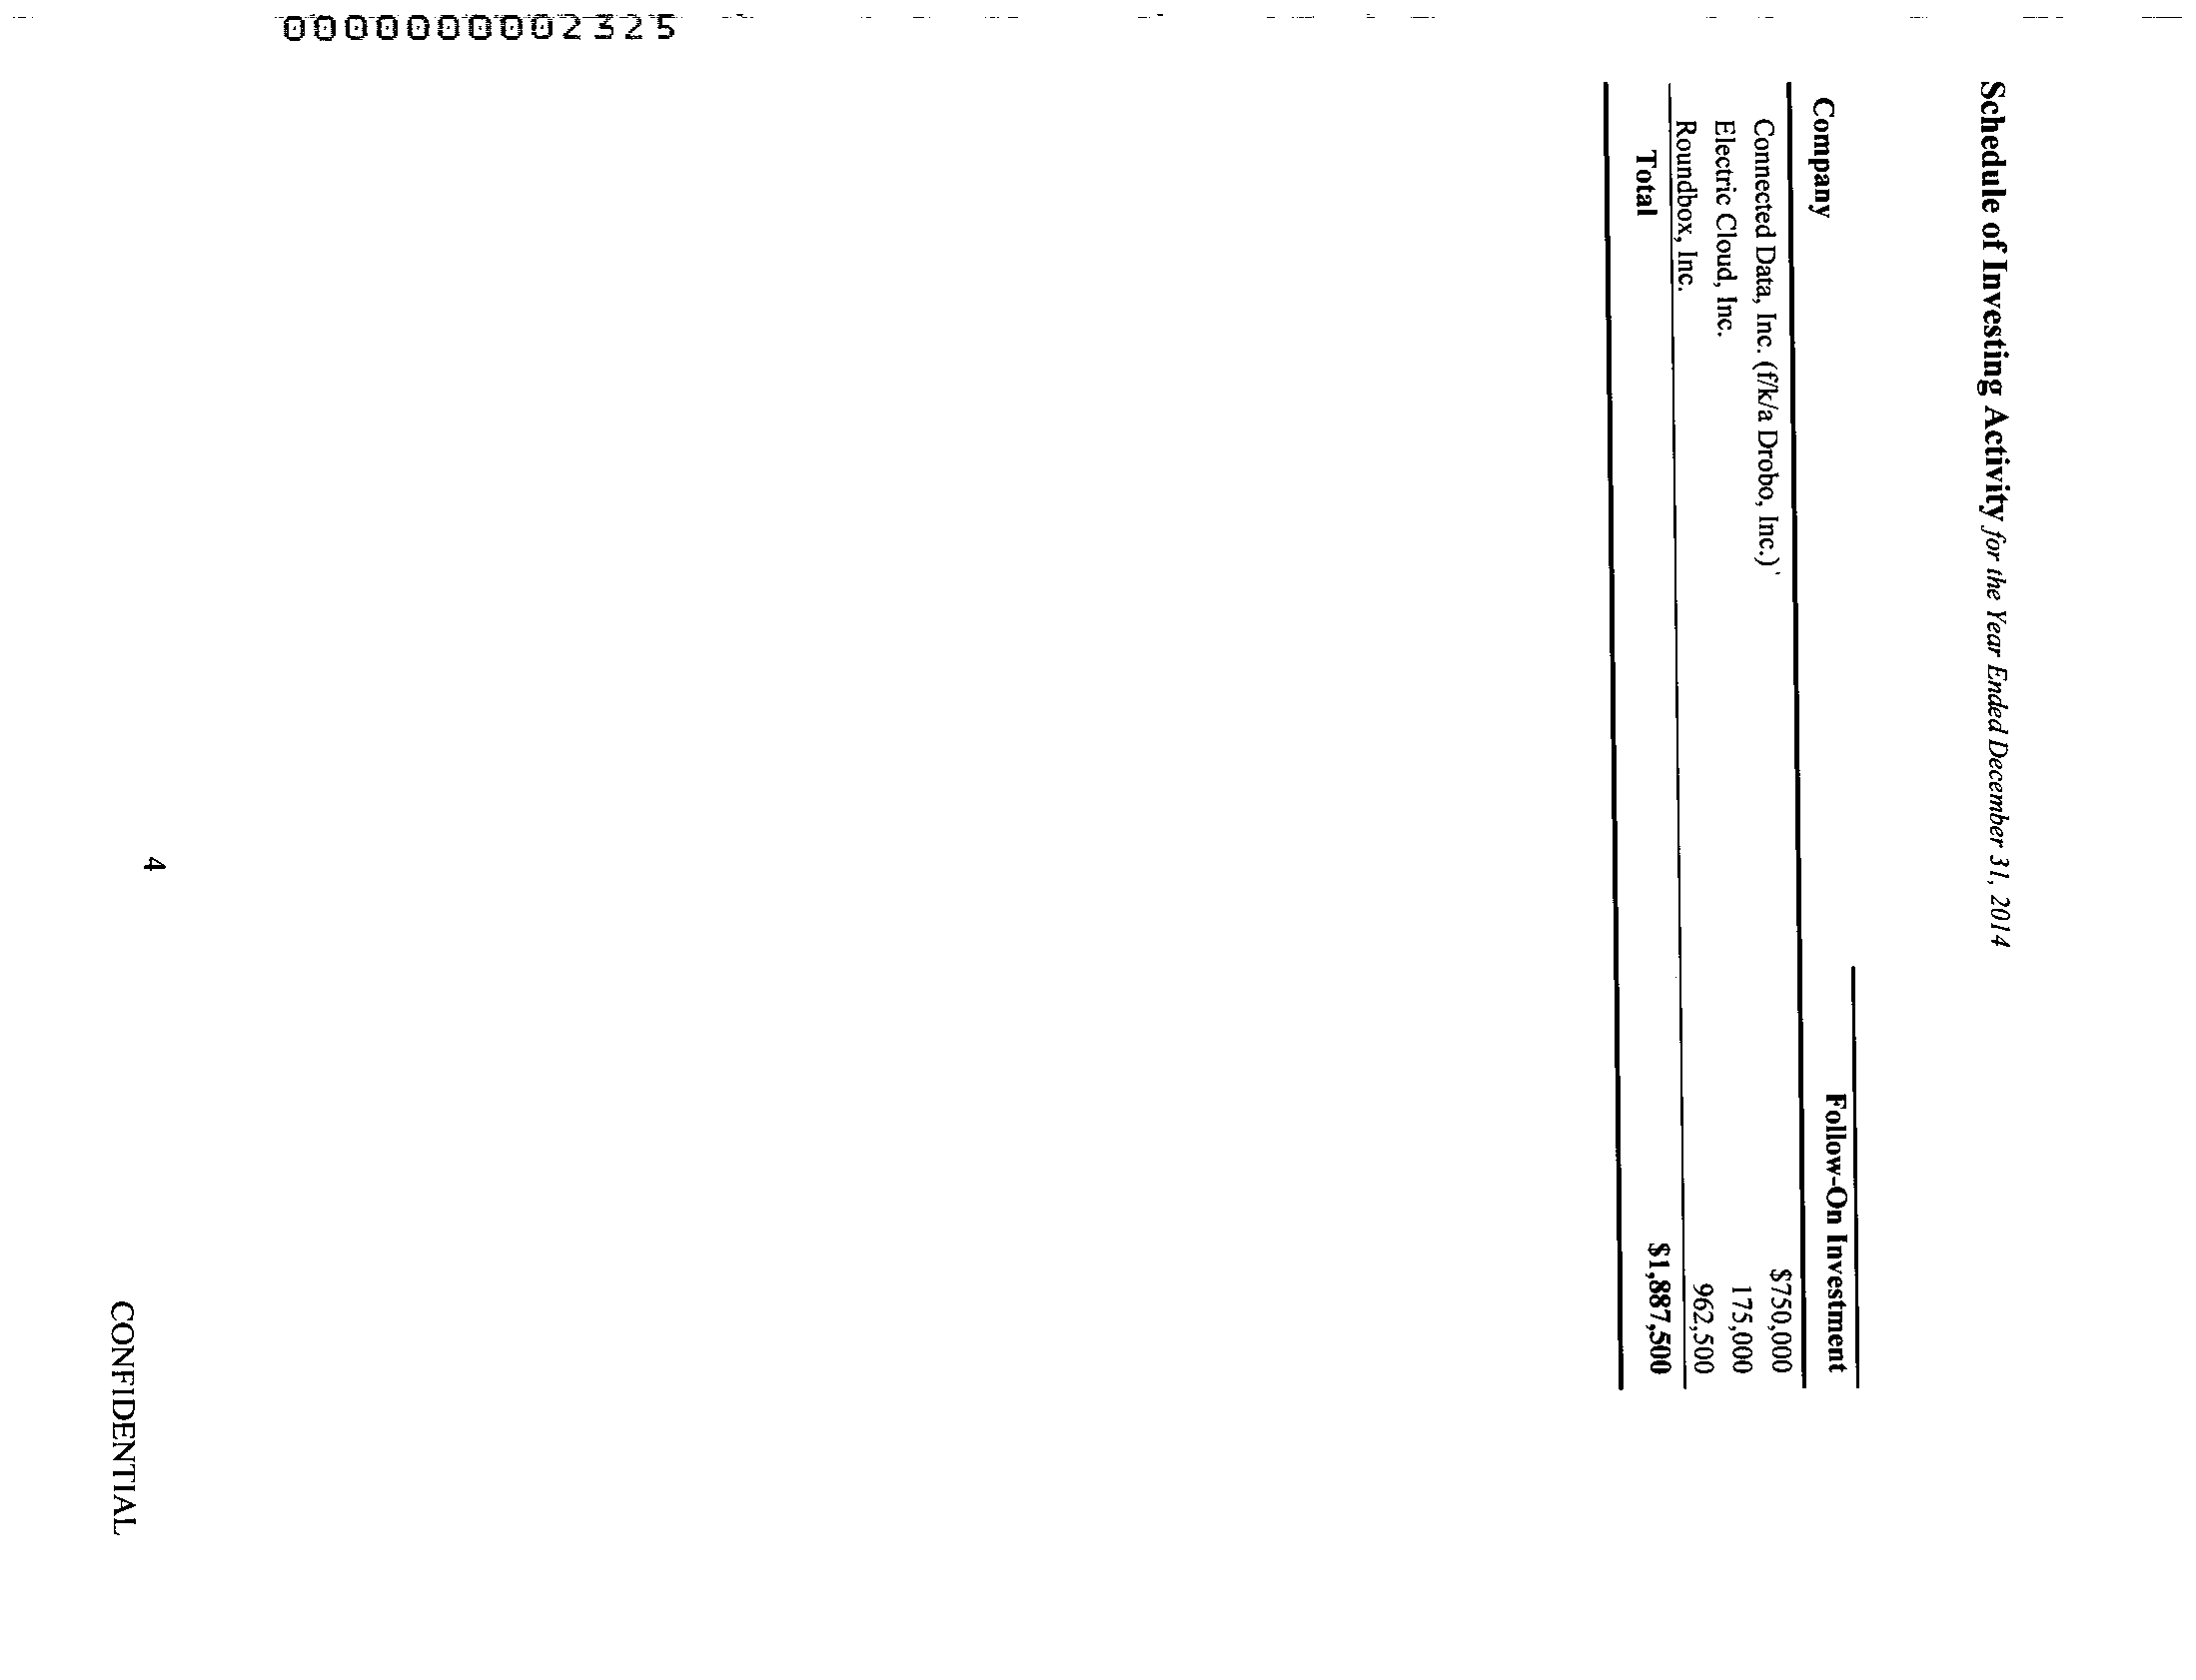 0000000002325
Schedule of Investing Activity for the Year Ended December 31, 2014
Follow-On Investment
Company
Connected Data, Inc. (f/k/a Drobo, Inc.) $750,000
Electric Cloud, Inc. 175,000
Roundbox, Inc. 962,500
Total $1,887,500
4
CONFIDENTIAL